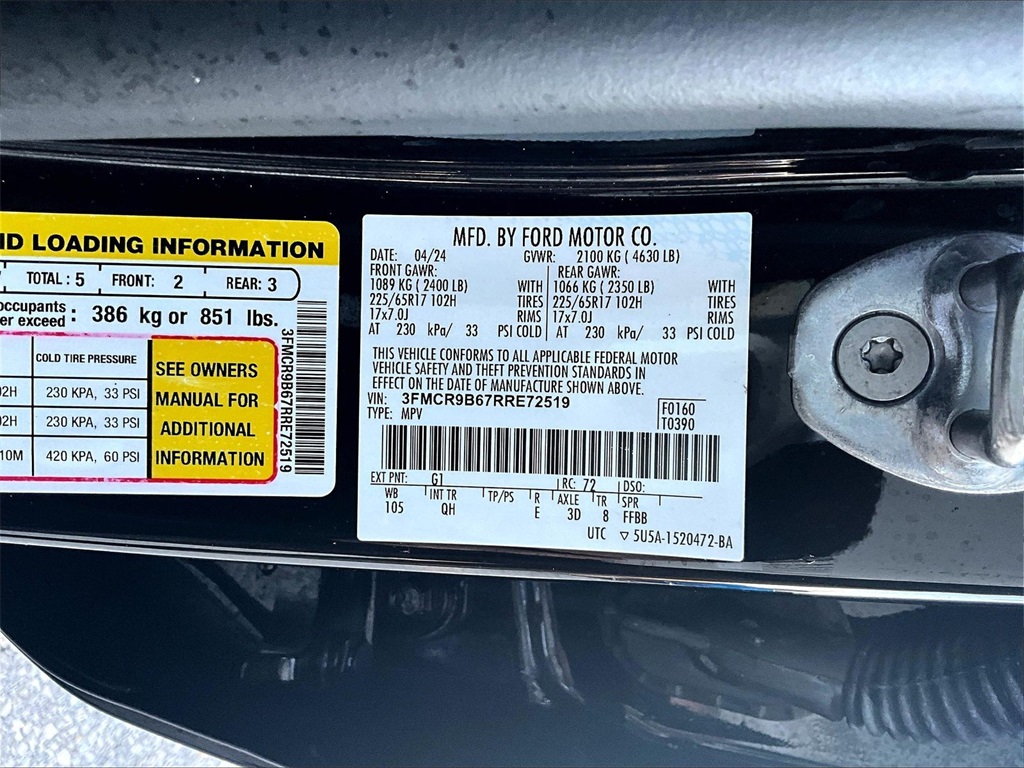 ND LOADING INFORMATION
TOTAL : 5 FRONT: 2 REAR: 3
occupants
er exceed : 386 kg or 851 lbs.
COLD TIRE PRESSURE
02H 230 KPA, 33 PSI
02H 230 KPA, 33 PSI
10M 420 KPA, 60 PSI
SEE OWNERS
MANUAL FOR
ADDITIONAL
INFORMATION
3FMCR9B67RRE72519
MFD. BY FORD MOTOR CO.
DATE: 04/24 GVWR: 2100 KG ( 4630 LB)
FRONT GAWR: REAR GAWR:
1089 KG ( 2400 LB) WITH 1066 KG ( 2350 LB) WITH
225/65R17 102H TIRES 225/65R17 102H TIRES
17x7.0J RIMS 17x7.0J RIMS
AT 230 kPa/ 33 PSI COLD AT 230 kPa/ 33 PSI COLD
THIS VEHICLE CONFORMS TO ALL APPLICABLE FEDERAL MOTOR
VEHICLE SAFETY AND THEFT PREVENTION STANDARDS IN
EFFECT ON THE DATE OF MANUFACTURE SHOWN ABOVE.
VIN: 3FMCR9B67RRE72519
TYPE: MPV
F0160
T0390
EXT PNT: G1 RC: 72 DSO:
WB INT TR TP/PS R AXLE TR SPR
105 QH E 3D 8 FFBB
UTC ▽ 5U5A-1520472-BA